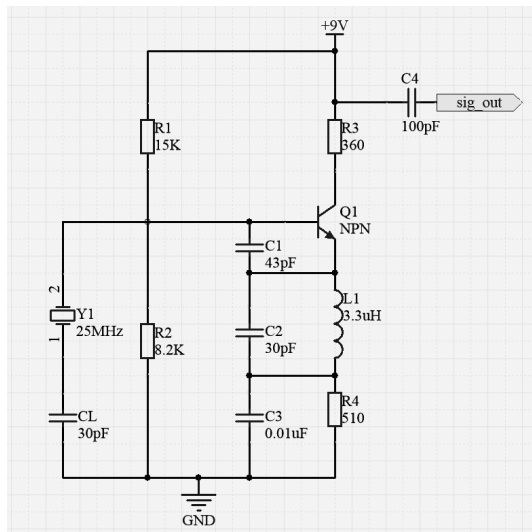 +9V
C4
sig_out
100pF
R1
15K
R3
360
Q1
NPN
C1
43pF
2
Y1
25MHz
1
L1
3.3uH
R2
8.2K
C2
30pF
CL
30pF
C3
0.01uF
R4
510
GND